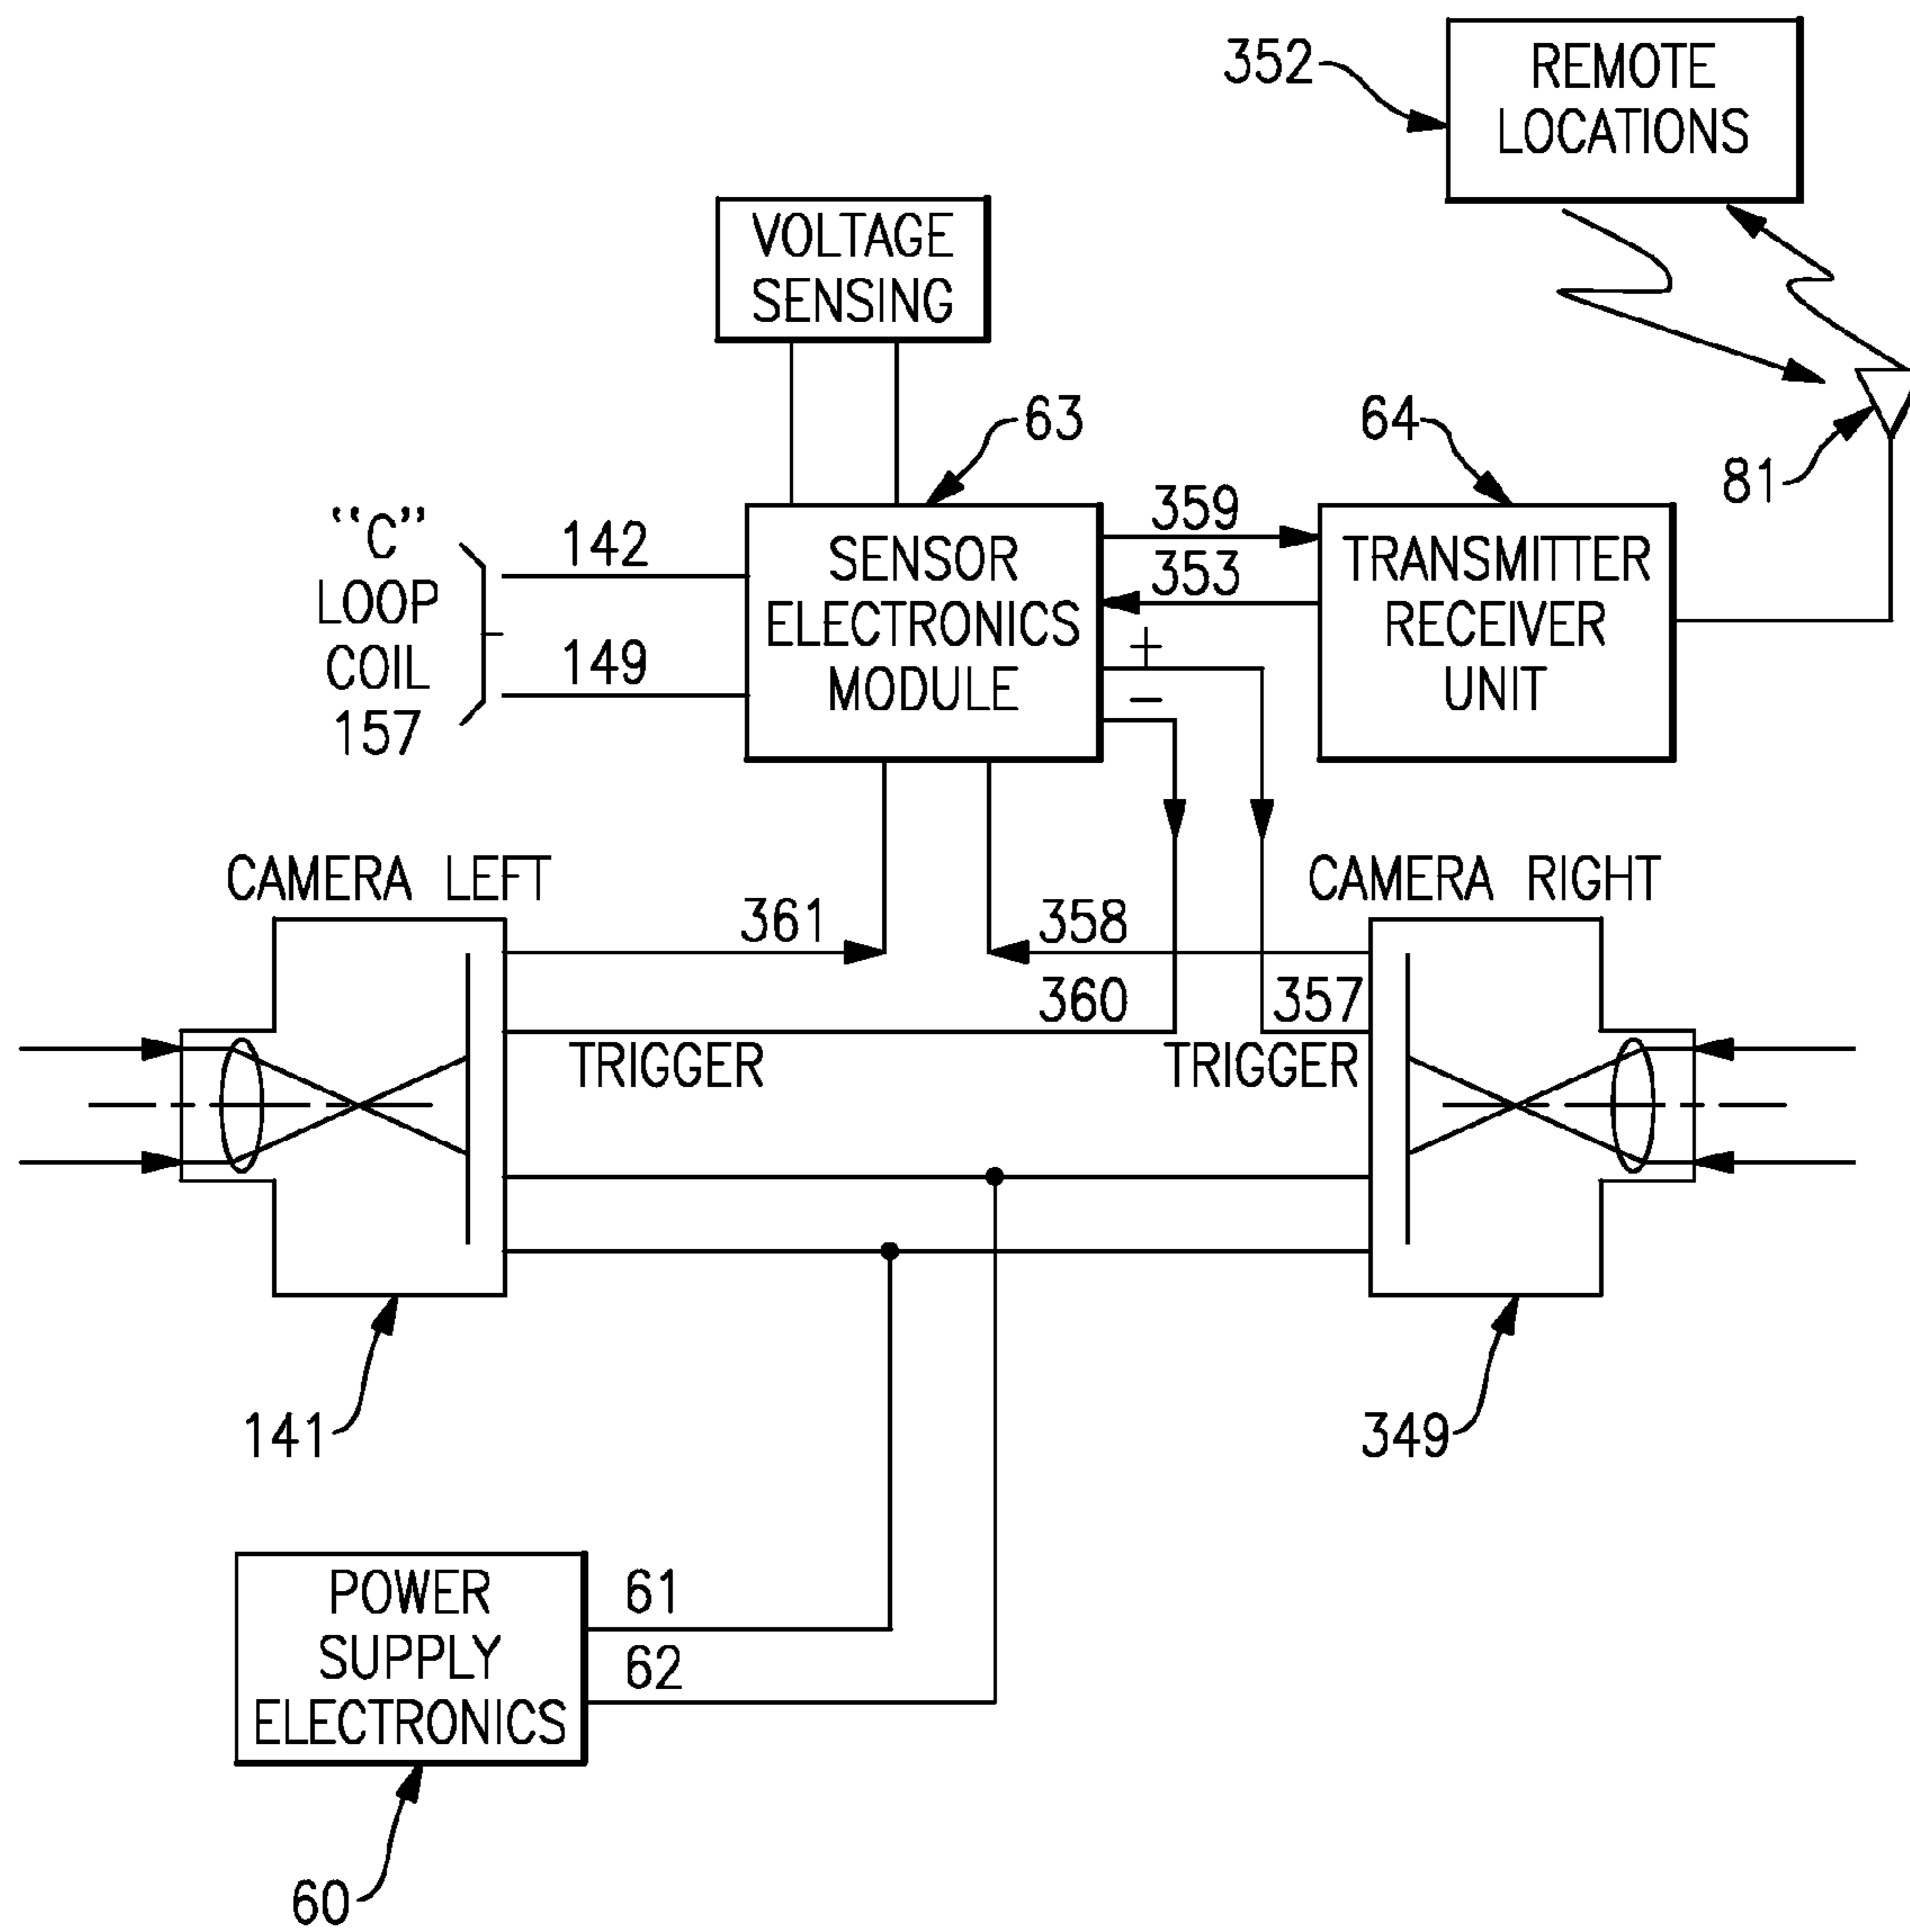 352
REMOTE
LOCATIONS
VOLTAGE
SENSING
63
64
81
"C"
LOOP
COIL
157
142
149
SENSOR
ELECTRONICS
MODULE
359
353
+
−
TRANSMITTER
RECEIVER
UNIT
CAMERA LEFT
CAMERA RIGHT
361
358
360
357
TRIGGER
TRIGGER
141
349
POWER
SUPPLY
ELECTRONICS
61
62
60